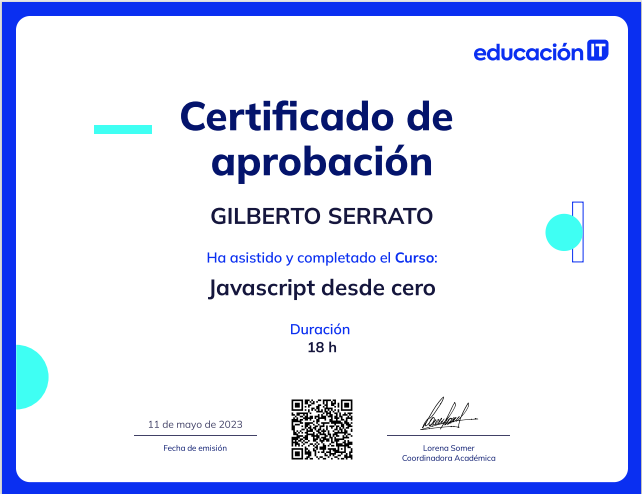 educación IT
Certificado de
aprobación
GILBERTO SERRATO
Ha asistido y completado el Curso:
Javascript desde cero
Duración
18 h
11 de mayo de 2023
Fecha de emisión
Lorena Somer
Coordinadora Académica